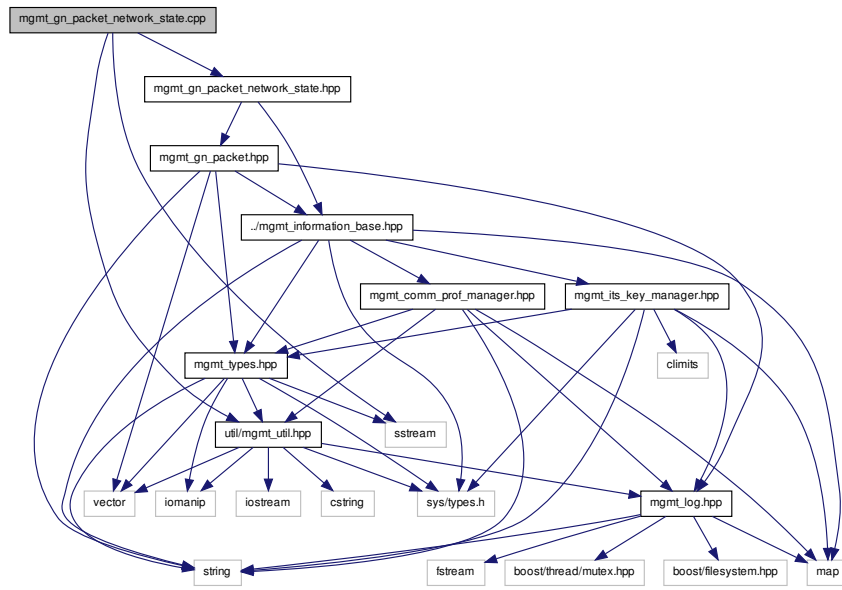 mgmt_gn_packet_network_state.cpp
mgmt_gn_packet_network_state.hpp
mgmt_gn_packet.hpp
../mgmt_information_base.hpp
mgmt_comm_prof_manager.hpp
mgmt_its_key_manager.hpp
mgmt_types.hpp
climits
util/mgmt_util.hpp
sstream
vector
iomanip
iostream
cstring
sys/types.h
mgmt_log.hpp
string
fstream
boost/thread/mutex.hpp
boost/filesystem.hpp
map